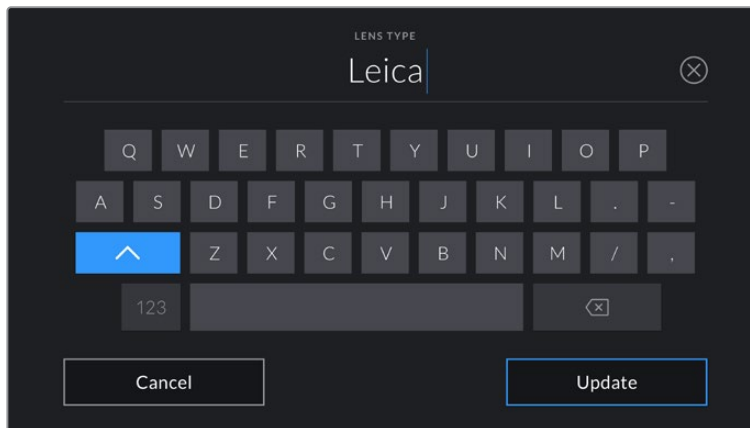 LENS TYPE
Leica
Q W E R T Y U I O P
A S D F G H J K L . -
Z X C V B N M / ,
123
Cancel Update